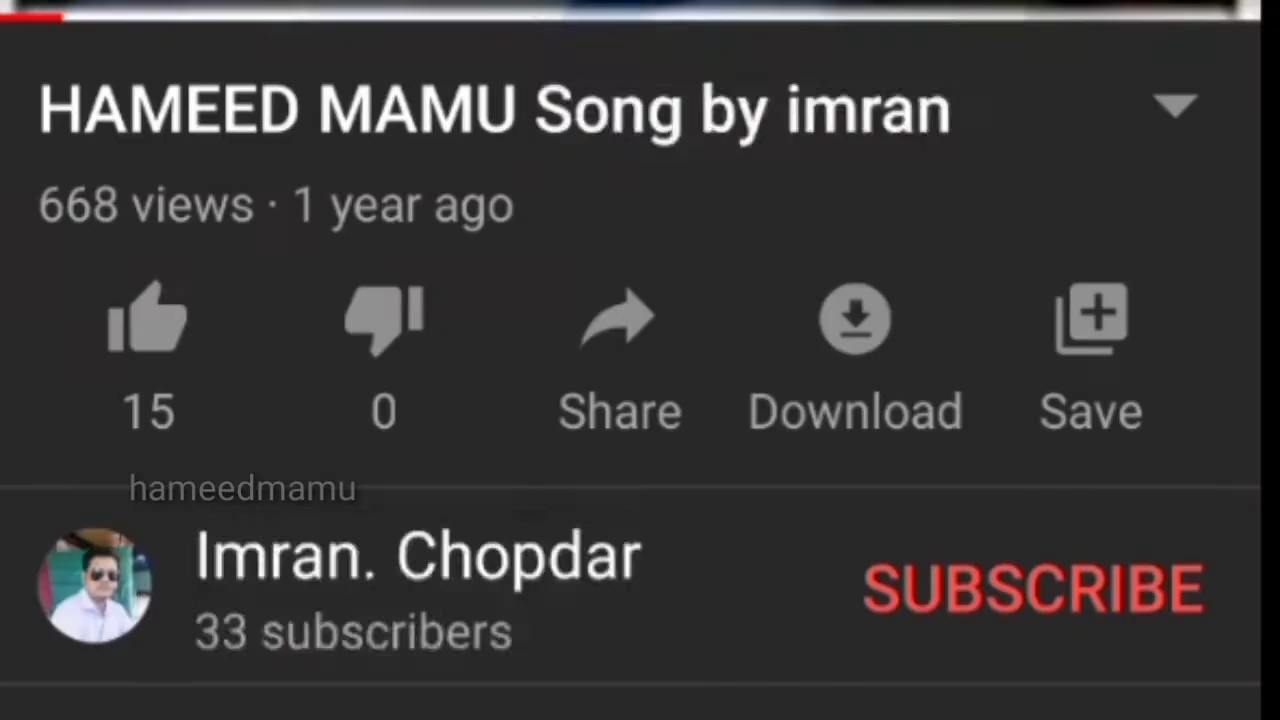 HAMEED MAMU Song by imran
668 views · 1 year ago
15 0 Share Download Save
hameedmamu
Imran. Chopdar
SUBSCRIBE
33 subscribers